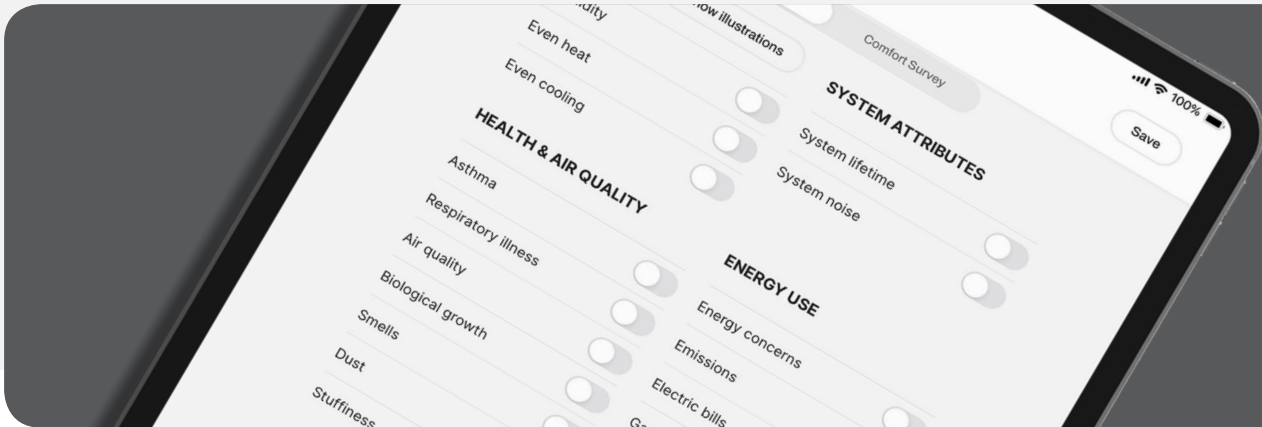 100%
Save
Comfort Survey
illustrations
Even heat
Even cooling
HEALTH & AIR QUALITY
Asthma
Respiratory illness
Air quality
Biological growth
Smells
Dust
Stuffiness
SYSTEM ATTRIBUTES
System lifetime
System noise
ENERGY USE
Energy concerns
Emissions
Electric bills